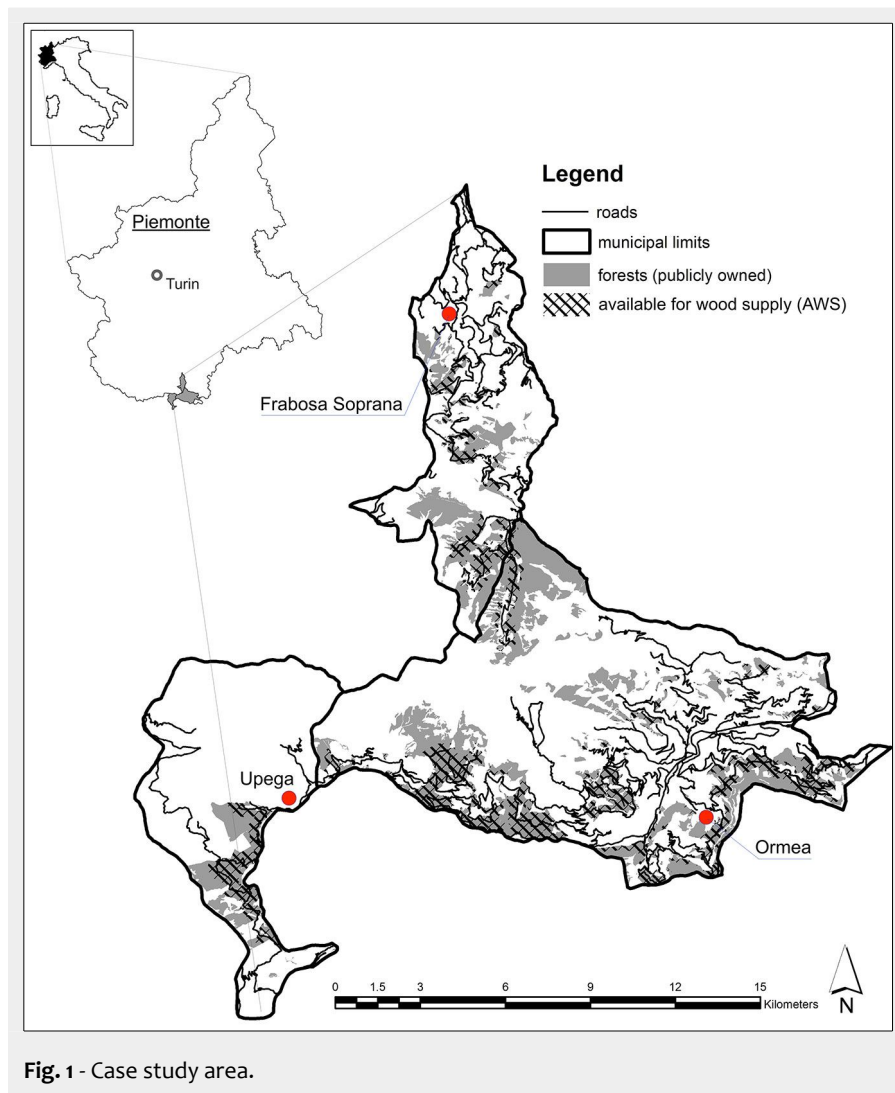 Piemonte
Turin
Legend
roads
municipal limits
forests (publicly owned)
available for wood supply (AWS)
Frabosa Soprana
Upega
Ormea
0 1.5 3 6 9 12 15
Kilometers
N
Fig. 1 - Case study area.